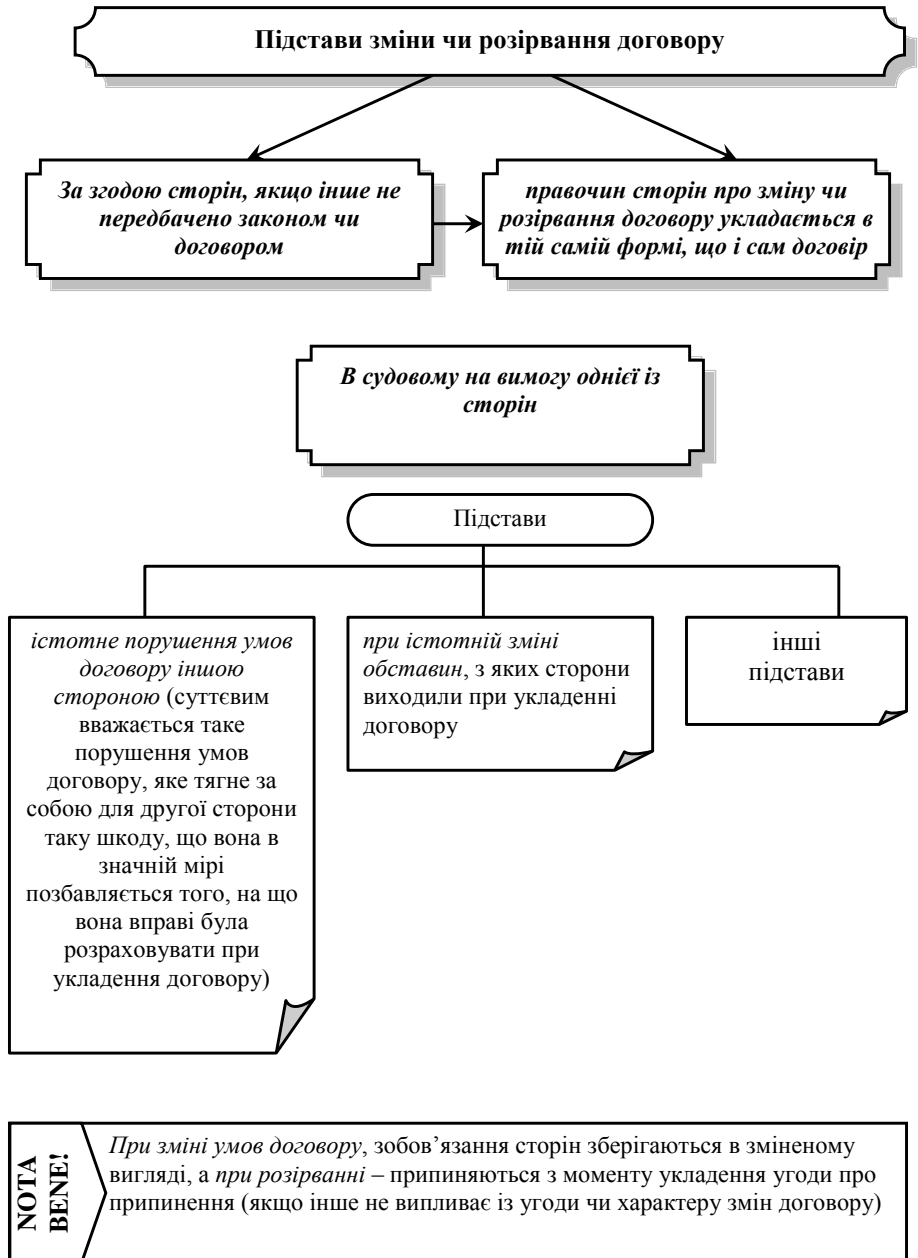 Підстави зміни чи розірвання договору
За згодою сторін, якщо інше не
передбачено законом чи
договором
правочин сторін про зміну чи
розірвання договору укладається в
тій самій формі, що і сам договір
В судовому на вимогу однієї із
сторін
Підстави
істотне порушення умов
договору іншою
стороною (суттєвим
вважається таке
порушення умов
договору, яке тягне за
собою для другої сторони
таку шкоду, що вона в
значній мірі
позбавляється того, на що
вона вправі була
розраховувати при
укладення договору)
при істотній зміні
обставин, з яких сторони
виходили при укладенні
договору
інші
підстави
NOTA
BENE!
При зміні умов договору, зобов’язання сторін зберігаються в зміненому
вигляді, а при розірванні – припиняються з моменту укладення угоди про
припинення (якщо інше не випливає із угоди чи характеру змін договору)